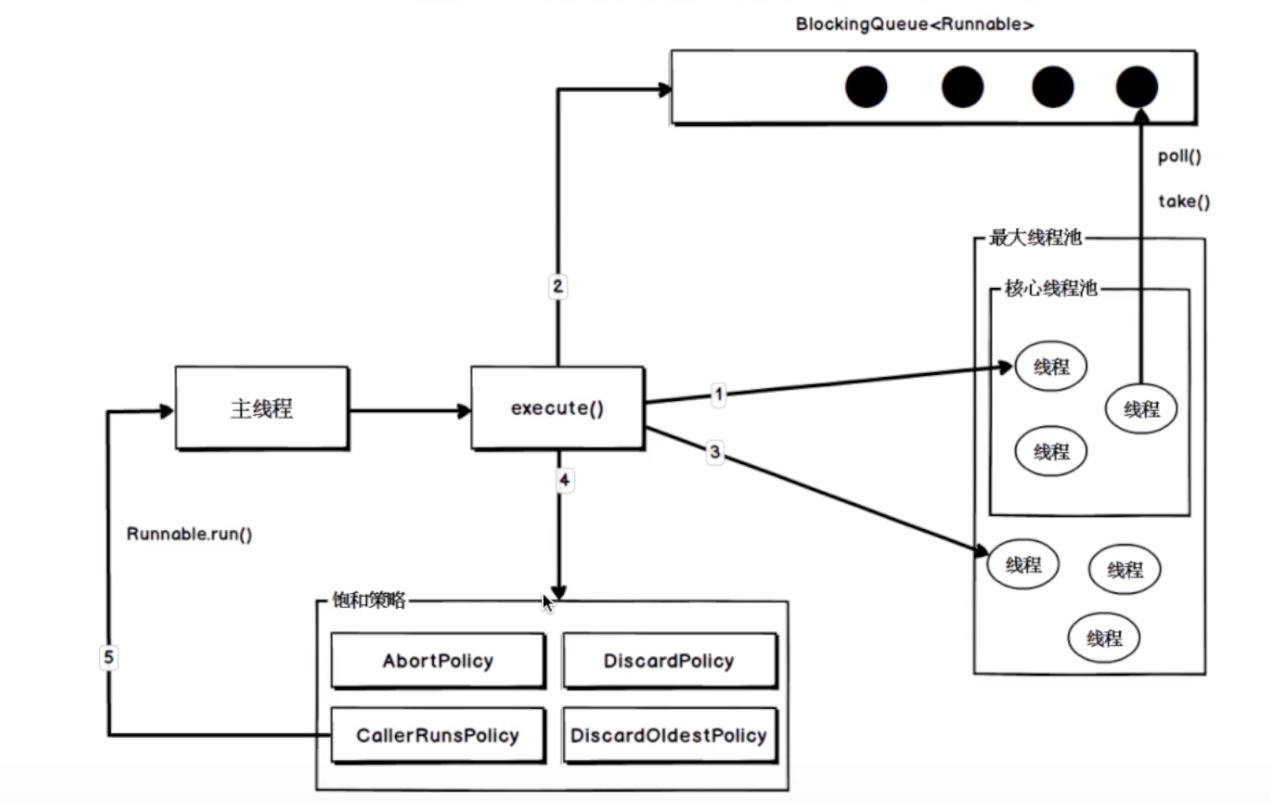 BlockingQueue<Runnable>
poll()
take()
最大线程池
核心线程池
2
线程
1
主线程
execute()
线程
3
线程
4
Runnable.run()
线程
线程
饱和策略
线程
5
AbortPolicy
DiscardPolicy
CallerRunsPolicy
DiscardOldestPolicy